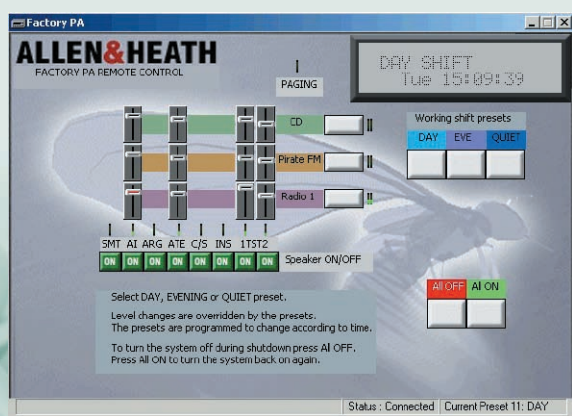 Factory PA
ALLEN&HEATH
FACTORY PA REMOTE CONTROL
PAGING
DAY SHIFT
Tue 15:09:39
CD
Pirate FM
Radio 1
Working shift presets
DAY EVE QUIET
SMT AI ARG ATE C/S INS 1TST2
ON ON ON ON ON ON ON ON
Speaker ON/OFF
All OFF All ON
Select DAY, EVENING or QUIET preset.
Level changes are overridden by the presets.
The presets are programmed to change according to time.
To turn the system off during shutdown press All OFF.
Press All ON to turn the system back on again.
Status : Connected Current Preset 11: DAY